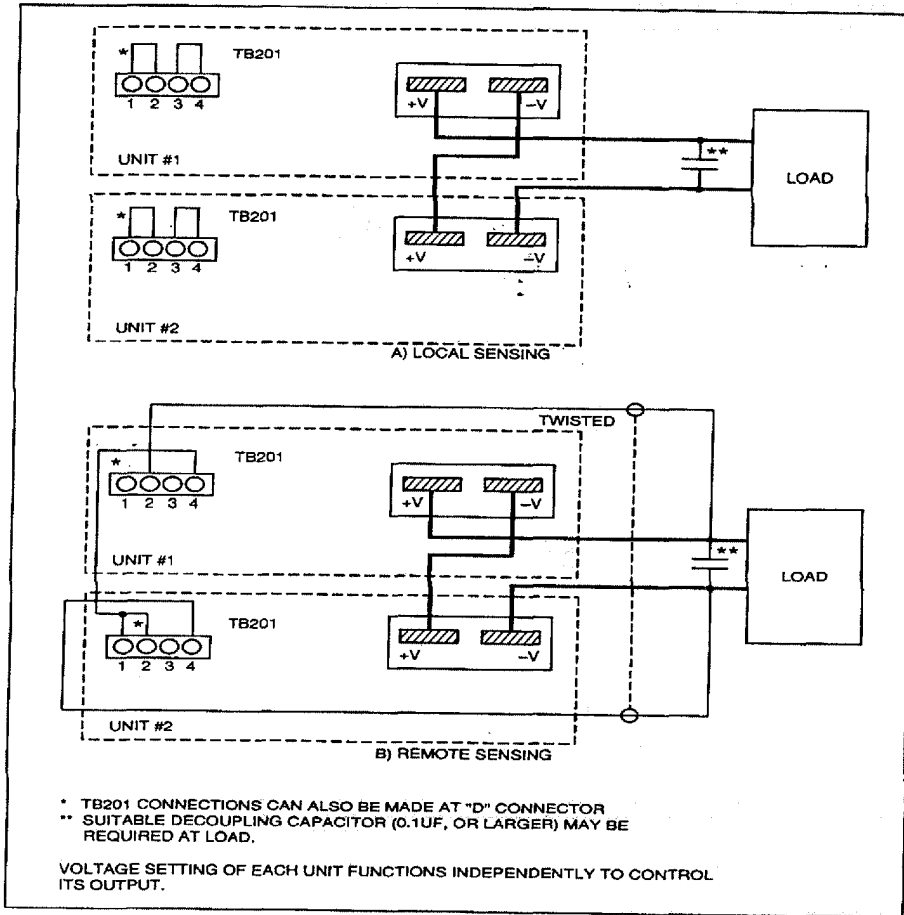 * TB201
1 2 3 4
+V −V
UNIT #1
**
LOAD
* TB201
1 2 3 4
+V −V
UNIT #2
A) LOCAL SENSING
TWISTED
* TB201
1 2 3 4
+V −V
UNIT #1
**
LOAD
* TB201
1 2 3 4
+V −V
UNIT #2
B) REMOTE SENSING
* TB201 CONNECTIONS CAN ALSO BE MADE AT "D" CONNECTOR
** SUITABLE DECOUPLING CAPACITOR (0.1UF, OR LARGER) MAY BE
REQUIRED AT LOAD.
VOLTAGE SETTING OF EACH UNIT FUNCTIONS INDEPENDENTLY TO CONTROL
ITS OUTPUT.